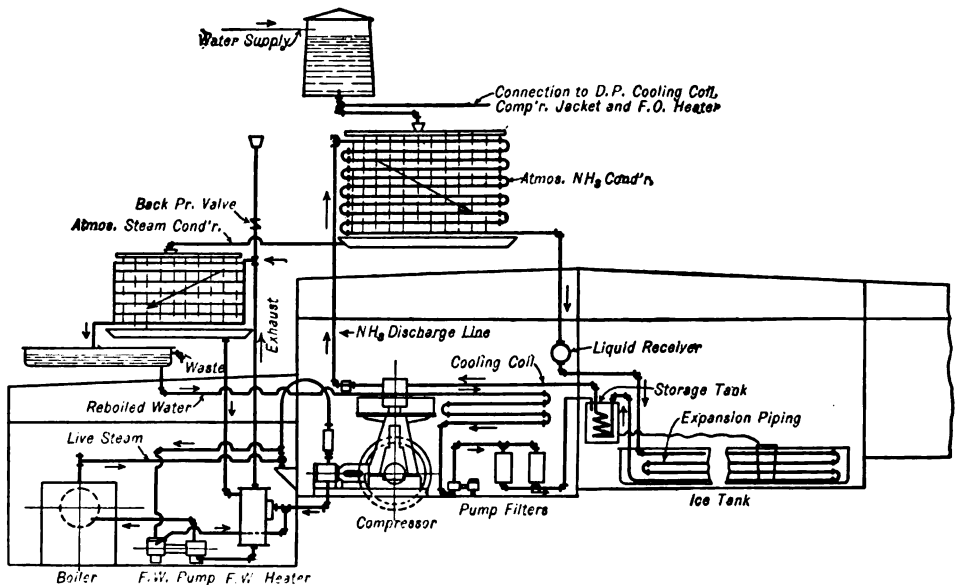 Water Supply
Connection to D.P. Cooling Coil,
Comp'r. Jacket and F.O. Heater
Atmos. NH3 Cond'r.
Back Pr. Valve
Atmos. Steam Cond'r.
Exhaust
NH3 Discharge Line
Liquid Receiver
Waste
Cooling Coil
Storage Tank
Reboiled Water
Expansion Piping
Live Steam
Ice Tank
Compressor
Pump Filters
Boiler
F.W. Pump
F.W. Heater